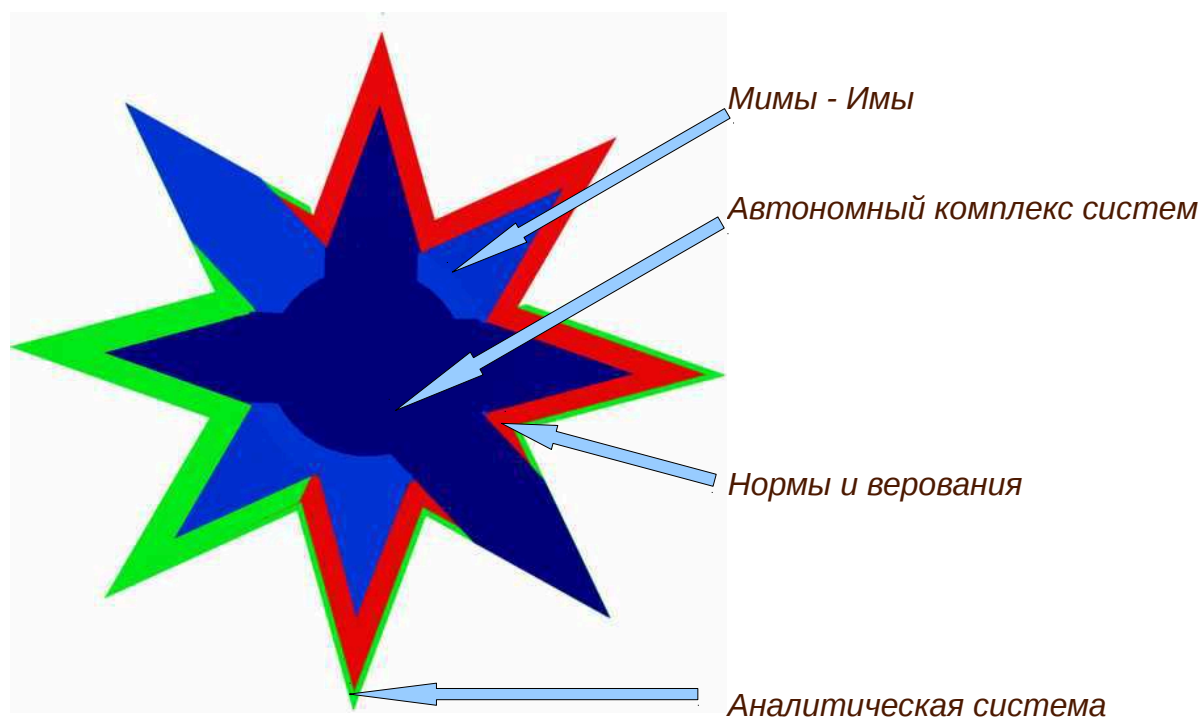 Мимы - Имы
Автономный комплекс систем
Нормы и верования
Аналитическая система